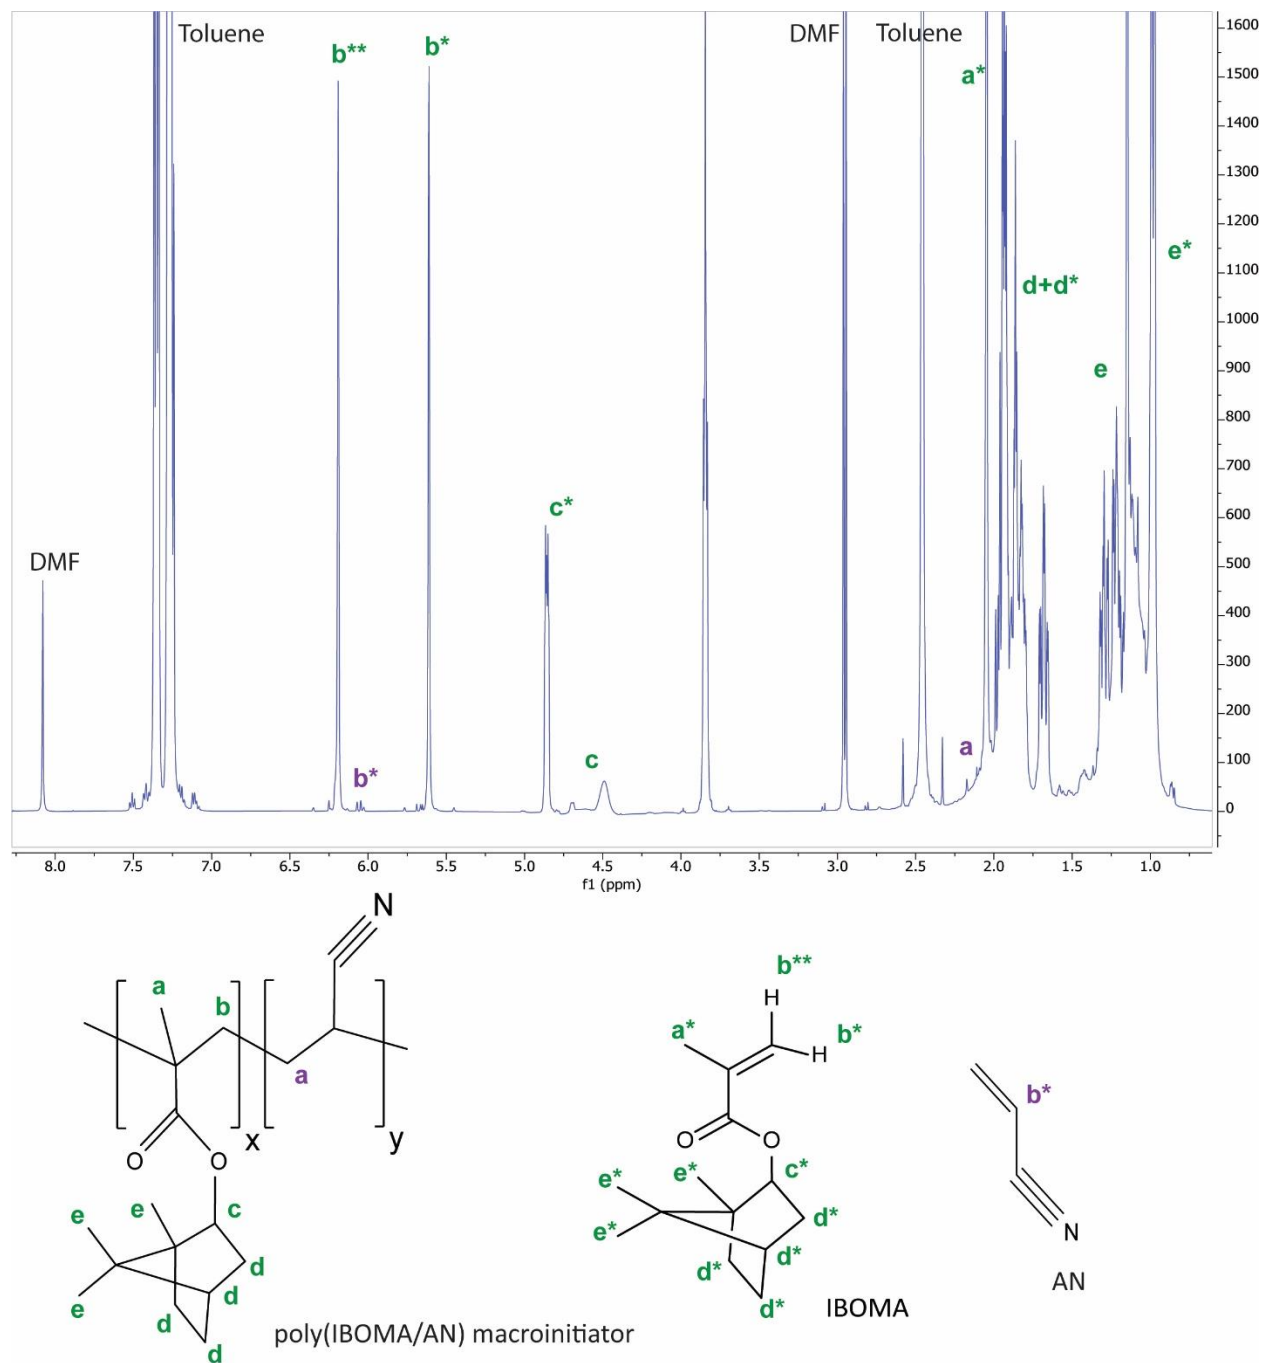 Toluene
b**
b*
DMF
Toluene
a*
1600
1500
1400
1300
1200
1100
1000
900
800
700
600
500
400
300
200
100
0
e*
d+d*
e
c*
DMF
b*
c
a
8.0 7.5 7.0 6.5 6.0 5.5 5.0 4.5 4.0 3.5 3.0 2.5 2.0 1.5 1.0
f1 (ppm)
N
a
b
a
x
y
O
O
e
c
e
e
d
d
d
d
poly(IBOMA/AN) macroinitiator
b**
H
a*
b*
H
O
O
e*
c*
e*
e*
d*
d*
d*
d*
IBOMA
b*
N
AN